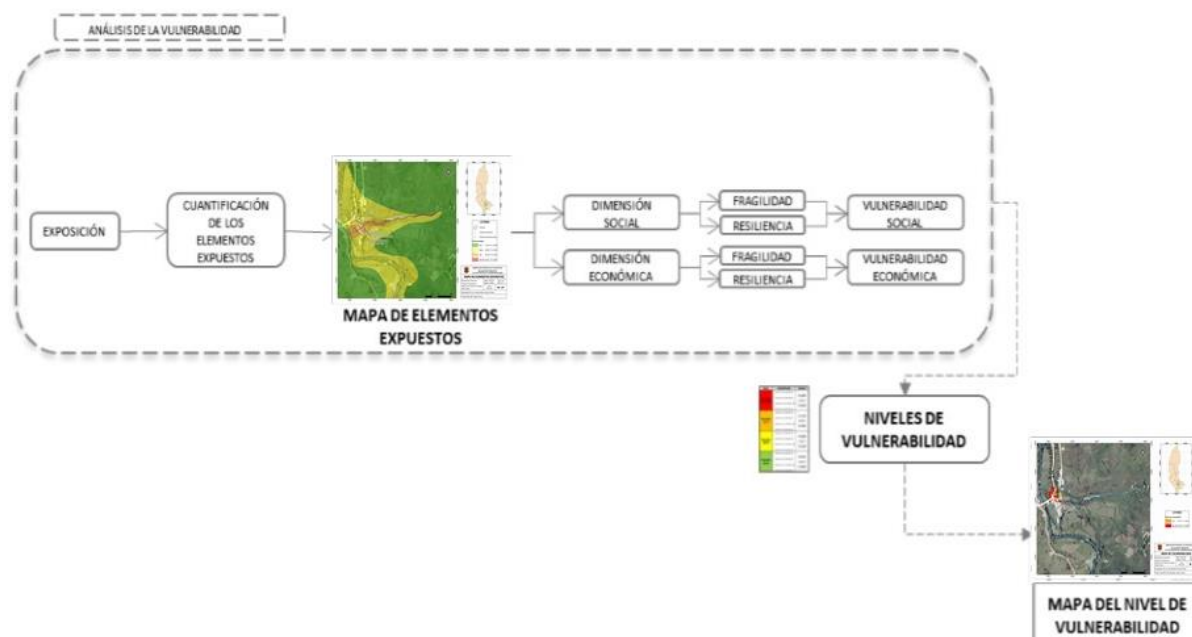 ANÁLISIS DE LA VULNERABILIDAD
EXPOSICIÓN
CUANTIFICACIÓN
DE LOS
ELEMENTOS
EXPUESTOS
MAPA DE ELEMENTOS
EXPUESTOS
DIMENSIÓN
SOCIAL
FRAGILIDAD
RESILIENCIA
VULNERABILIDAD
SOCIAL
DIMENSIÓN
ECONÓMICA
FRAGILIDAD
RESILIENCIA
VULNERABILIDAD
ECONÓMICA
NIVELES DE
VULNERABILIDAD
MAPA DEL NIVEL DE
VULNERABILIDAD